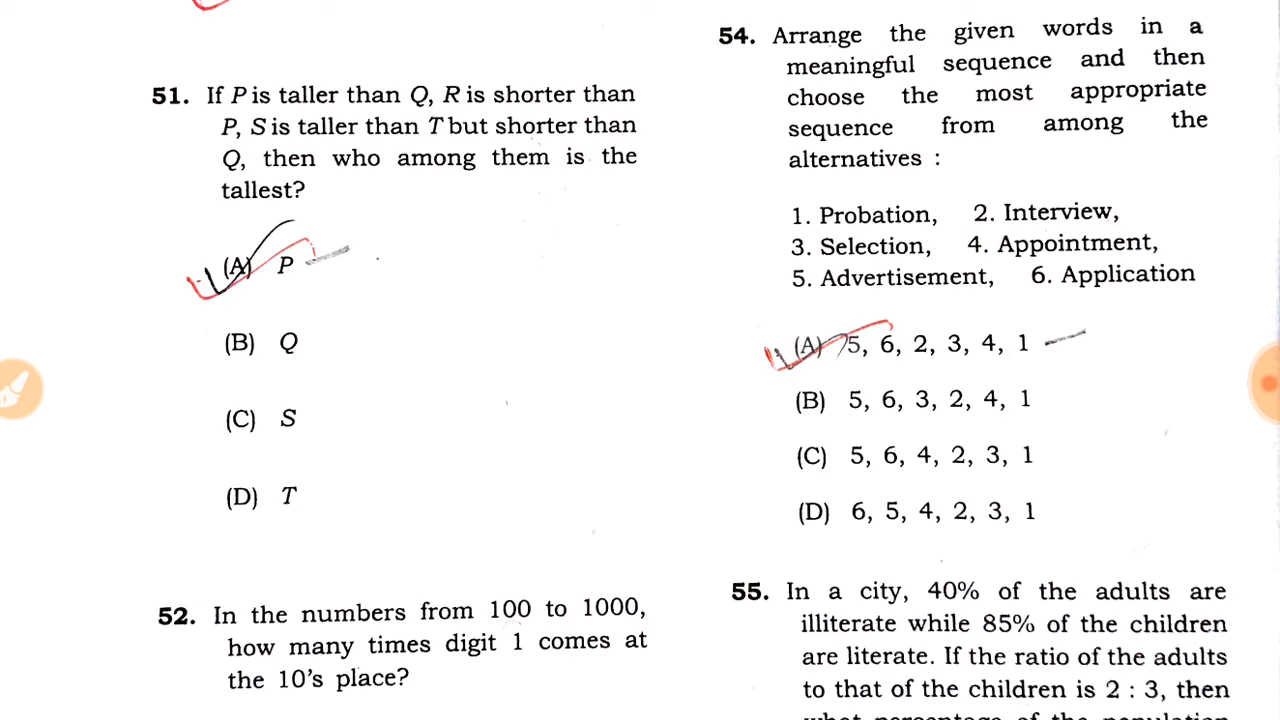 51. If P is taller than Q, R is shorter than
P, S is taller than T but shorter than
Q, then who among them is the
tallest?
(A) P
(B) Q
(C) S
(D) T
52. In the numbers from 100 to 1000,
how many times digit 1 comes at
the 10's place?
54. Arrange the given words in a
meaningful sequence and then
choose the most appropriate
sequence from among the
alternatives :
1. Probation, 2. Interview,
3. Selection, 4. Appointment,
5. Advertisement, 6. Application
(A) 5, 6, 2, 3, 4, 1
(B) 5, 6, 3, 2, 4, 1
(C) 5, 6, 4, 2, 3, 1
(D) 6, 5, 4, 2, 3, 1
55. In a city, 40% of the adults are
illiterate while 85% of the children
are literate. If the ratio of the adults
to that of the children is 2 : 3, then
what percentage of the population